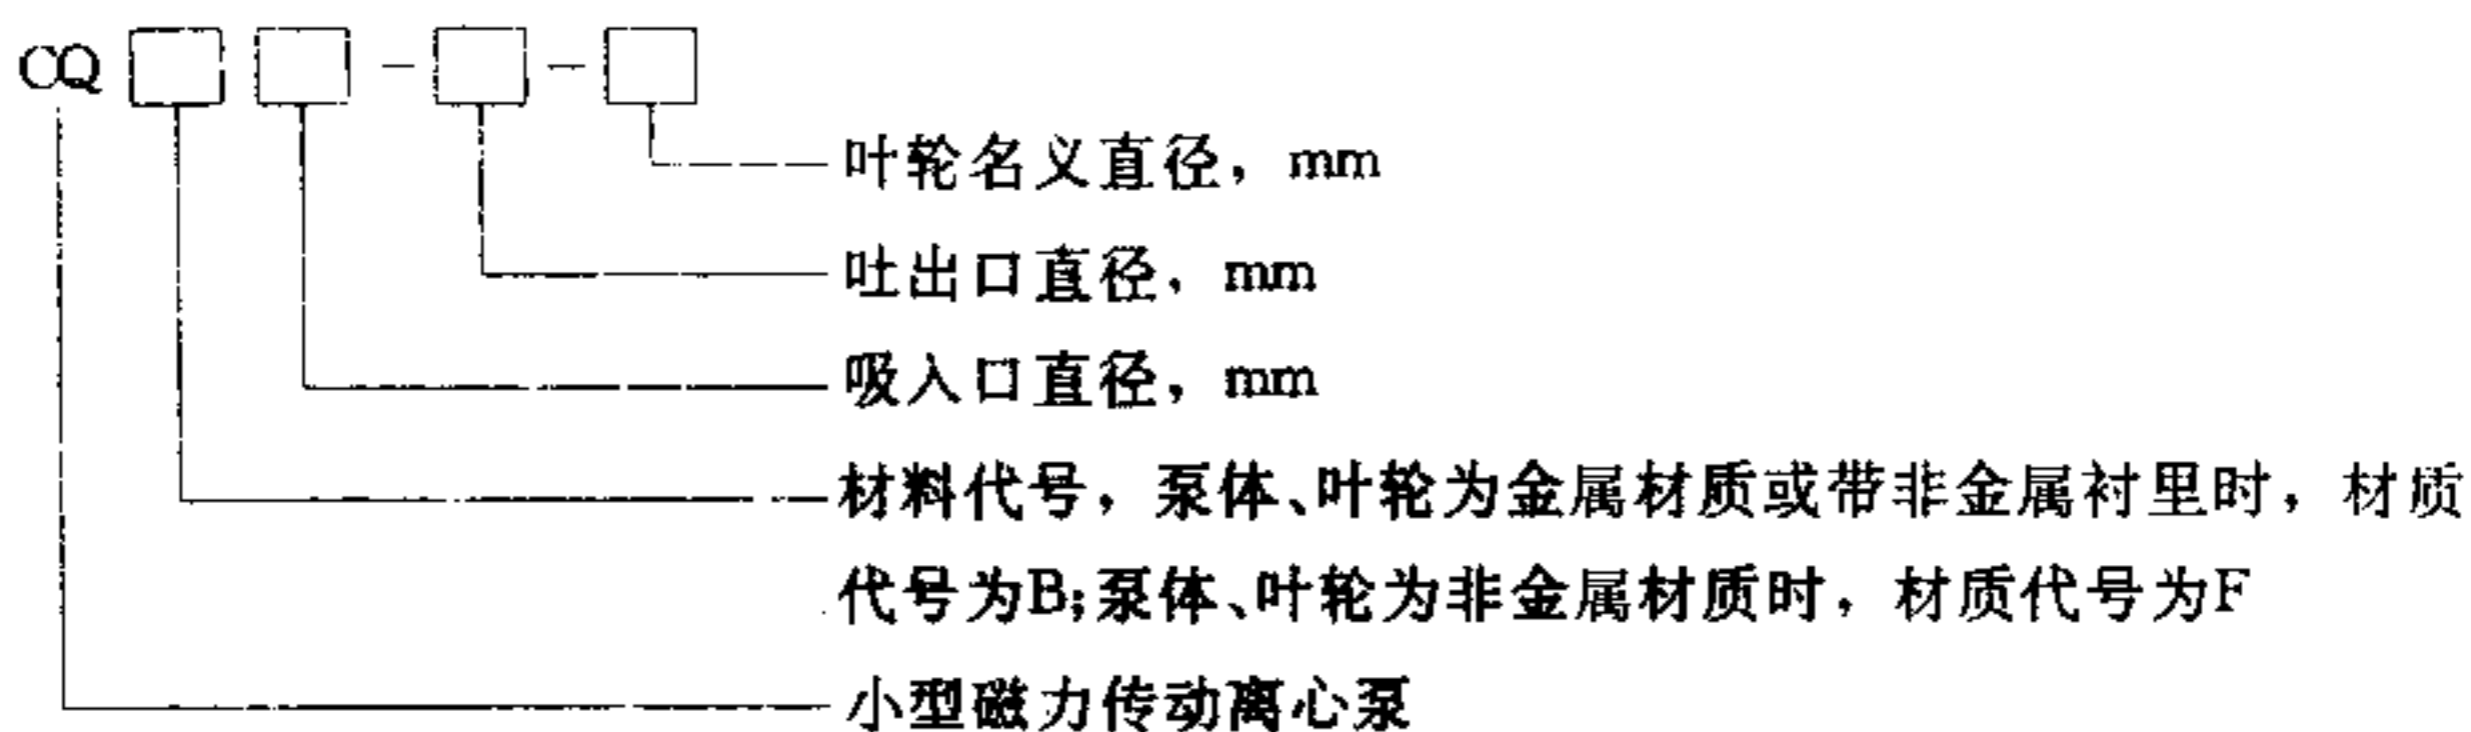 CQ□□-□-□
叶轮名义直径，mm
吐出口直径，mm
吸入口直径，mm
材料代号，泵体、叶轮为金属材质或带非金属衬里时，材质
代号为B;泵体、叶轮为非金属材质时，材质代号为F
小型磁力传动离心泵